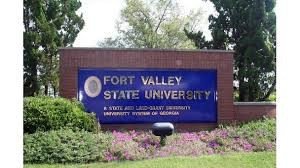 FORT VALLEY
STATE UNIVERSITY
A STATE AND LAND-GRANT UNIVERSITY
UNIVERSITY SYSTEM OF GEORGIA